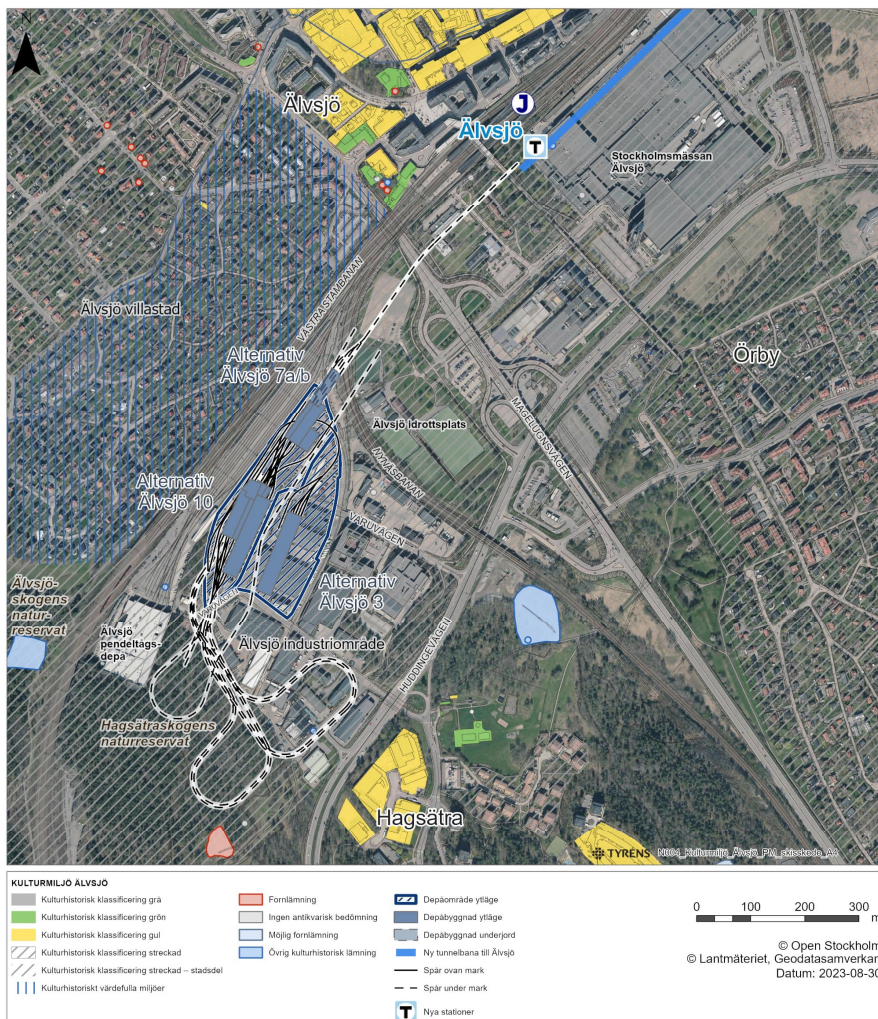 N
Älvsjö
J
Älvsjö
T
Stockholmsmässan
Älvsjö
VÄSTRA STAMBANAN
Älvsjö villastad
Alternativ
Älvsjö 7a/b
Örby
Älvsjö idrottsplats
MAGELUNGSVÄGEN
Alternativ
Älvsjö 10
VARUVÄGEN
Alternativ
Älvsjö 3
Älvsjö-
skogens
natur-
reservat
VARUVÄGEN
Älvsjö
pendeltågs-
depå
Älvsjö industriområde
HUDDINGEVÄGEN
Hagsätraskogens
naturreservat
Hagsätra
TYRÉNS
N004_Kulturmiljö_Älvsjö_PM_skisskede_A4
KULTURMILJÖ ÄLVSJÖ
Kulturhistorisk klassificering grå
Kulturhistorisk klassificering grön
Kulturhistorisk klassificering gul
Kulturhistorisk klassificering streckad
Kulturhistorisk klassificering streckad – stadsdel
Kulturhistoriskt värdefulla miljöer
Fornlämning
Ingen antikvarisk bedömning
Möjlig fornlämning
Övrig kulturhistorisk lämning
Depåområde ytläge
Depåbyggnad ytläge
Depåbyggnad underjord
Ny tunnelbana till Älvsjö
Spår ovan mark
Spår under mark
T Nya stationer
0 100 200 300
m
© Open Stockholm
© Lantmäteriet, Geodatasamverkan
Datum: 2023-08-30